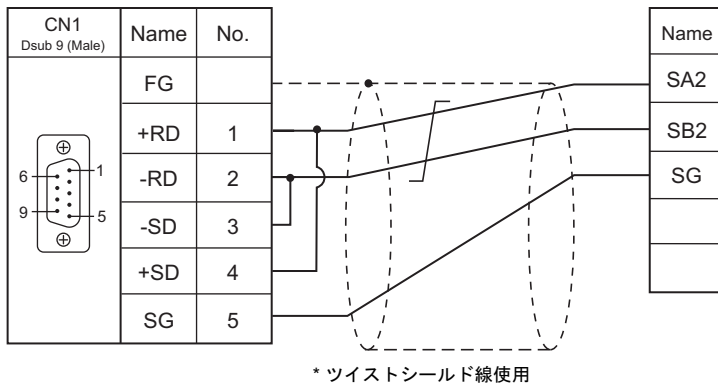 CN1
Dsub 9 (Male)
Name
No.
FG
+RD
1
-RD
2
-SD
3
+SD
4
SG
5
6
1
9
5
Name
SA2
SB2
SG
* ツイストシールド線使用